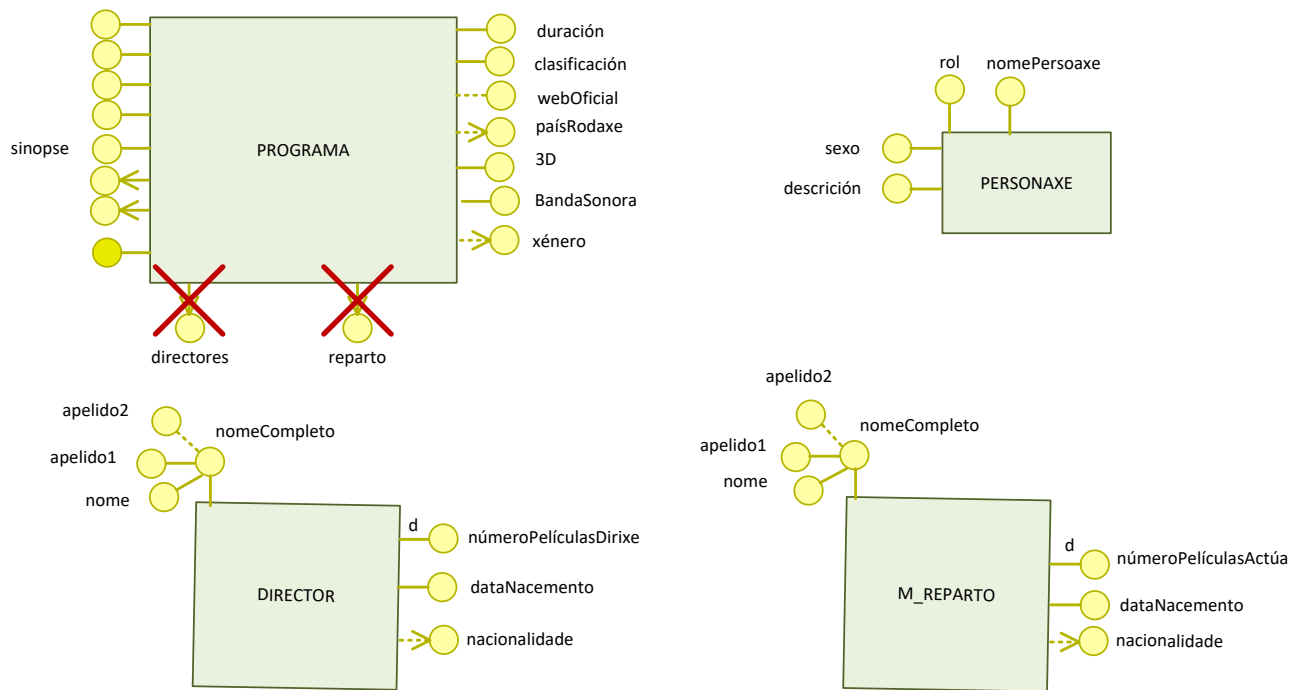 duración
clasificación
webOficial
paísRodaxe
3D
BandaSonora
xénero
sinopse
PROGRAMA
directores
reparto
rol
nomePersoaxe
sexo
descrición
PERSONAXE
apelido2
nomeCompleto
apelido1
nome
d
númeroPelículasDirixe
dataNacemento
nacionalidade
DIRECTOR
apelido2
nomeCompleto
apelido1
nome
d
númeroPelículasActúa
dataNacemento
nacionalidade
M_REPARTO